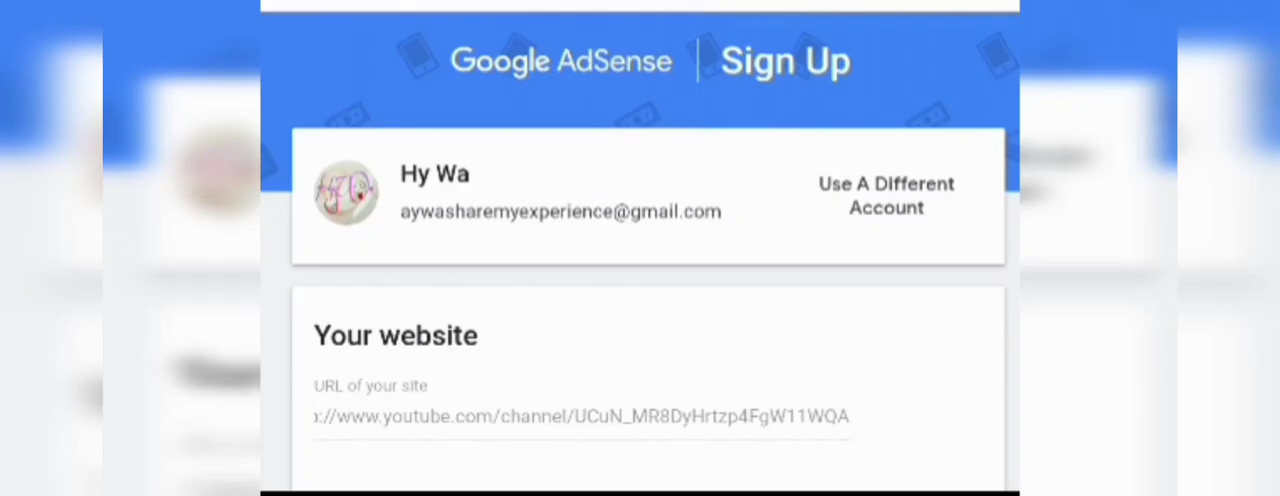 Google AdSense | Sign Up
Hy Wa
aywasharemyexperience@gmail.com
Use A Different
Account
Your website
URL of your site
://www.youtube.com/channel/UCuN_MR8DyHrtzp4FgW11WQA